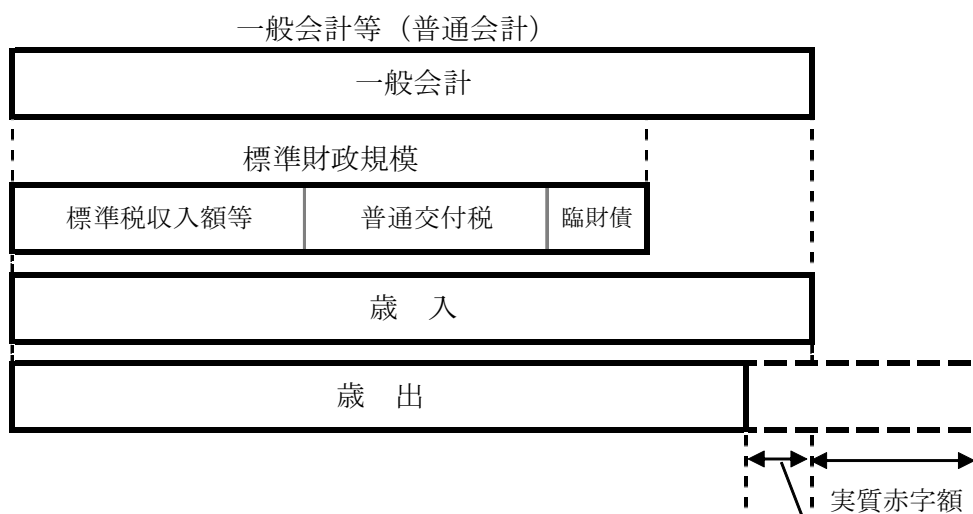 一般会計等（普通会計）
一般会計
標準財政規模
標準税収入額等 普通交付税 臨財債
歳　入
歳　出
実質赤字額